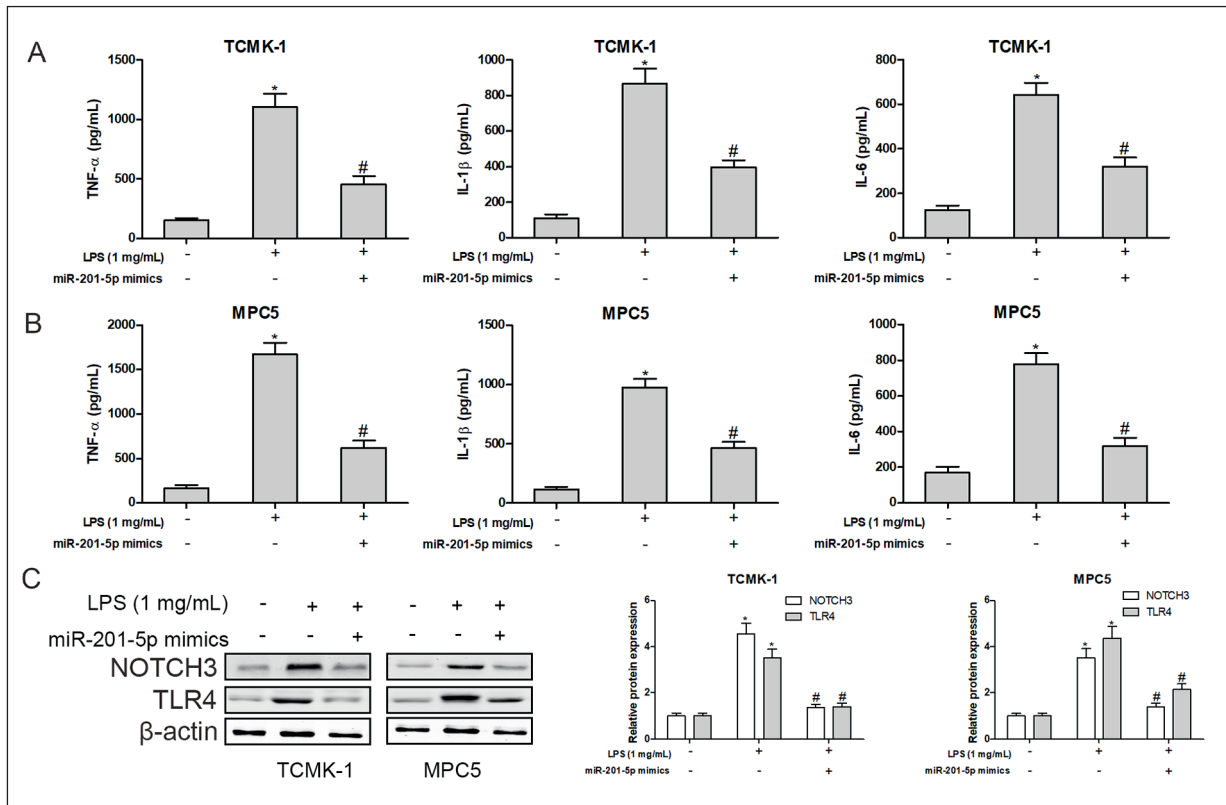 A
TCMK-1
TNF-α (pg/mL)
1500
1000
500
0
*
#
LPS (1 mg/mL) - + +
miR-201-5p mimics - - +
TCMK-1
IL-1β (pg/mL)
1000
800
600
400
200
0
*
#
LPS (1 mg/mL) - + +
miR-201-5p mimics - - +
TCMK-1
IL-6 (pg/mL)
800
600
400
200
0
*
#
LPS (1 mg/mL) - + +
miR-201-5p mimics - - +
B
MPC5
TNF-α (pg/mL)
2000
1500
1000
500
0
*
#
LPS (1 mg/mL) - + +
miR-201-5p mimics - - +
MPC5
IL-1β (pg/mL)
1500
1000
500
0
*
#
LPS (1 mg/mL) - + +
miR-201-5p mimics - - +
MPC5
IL-6 (pg/mL)
1000
800
600
400
200
0
*
#
LPS (1 mg/mL) - + +
miR-201-5p mimics - - +
C
LPS (1 mg/mL) - + + - + +
miR-201-5p mimics - - + - - +
NOTCH3
TLR4
β-actin
TCMK-1 MPC5
TCMK-1
NOTCH3
TLR4
Relative protein expression
6
4
2
0
* *
# #
LPS (1 mg/mL) - + +
miR-201-5p mimics - - +
MPC5
NOTCH3
TLR4
Relative protein expression
6
4
2
0
* *
# #
LPS (1 mg/mL) - + +
miR-201-5p mimics - - +